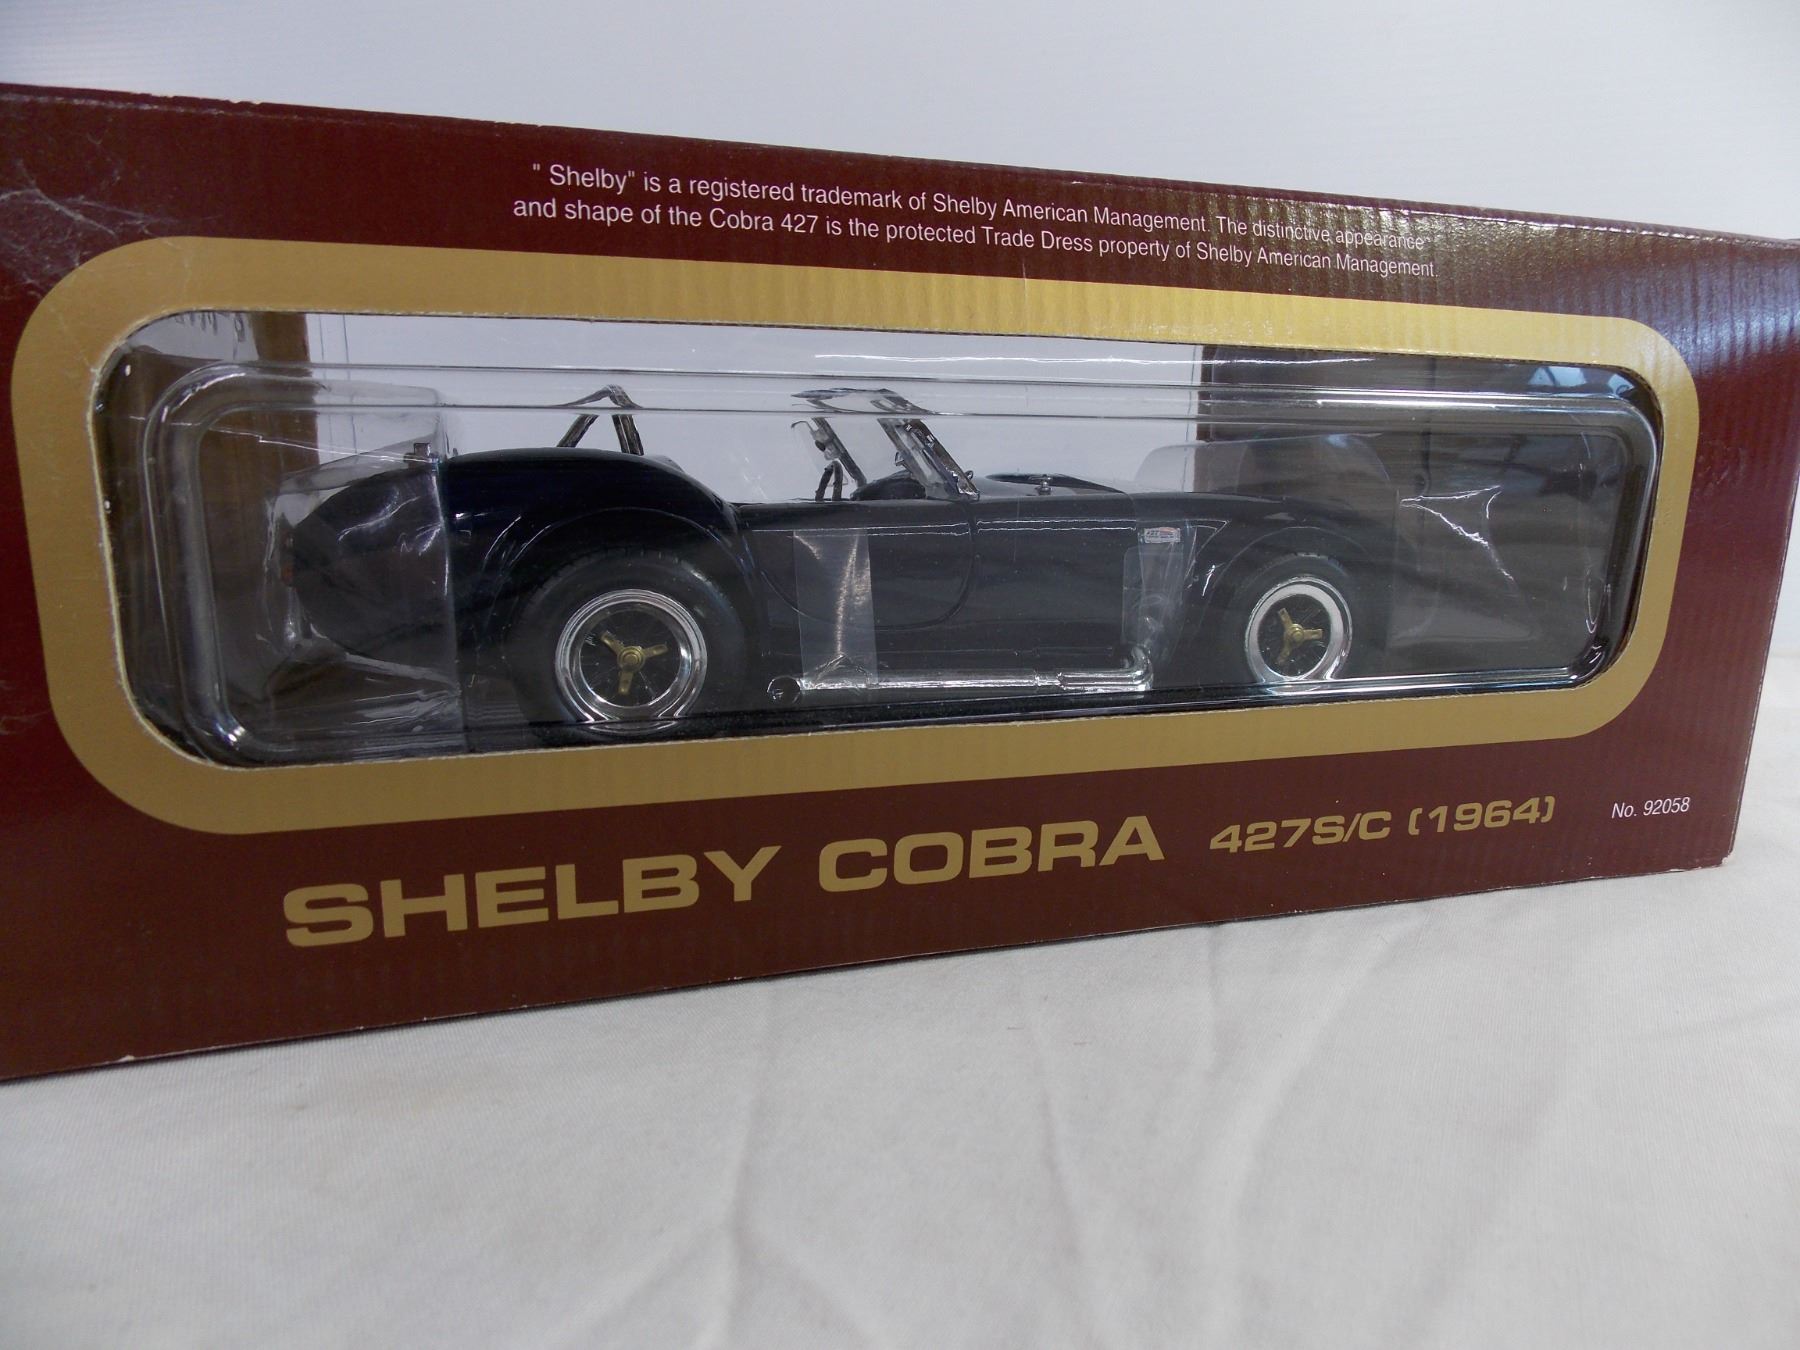 " Shelby" is a registered trademark of Shelby American Management. The distinctive appearance
and shape of the Cobra 427 is the protected Trade Dress property of Shelby American Management.
SHELBY COBRA 427S/C (1964) No. 92058